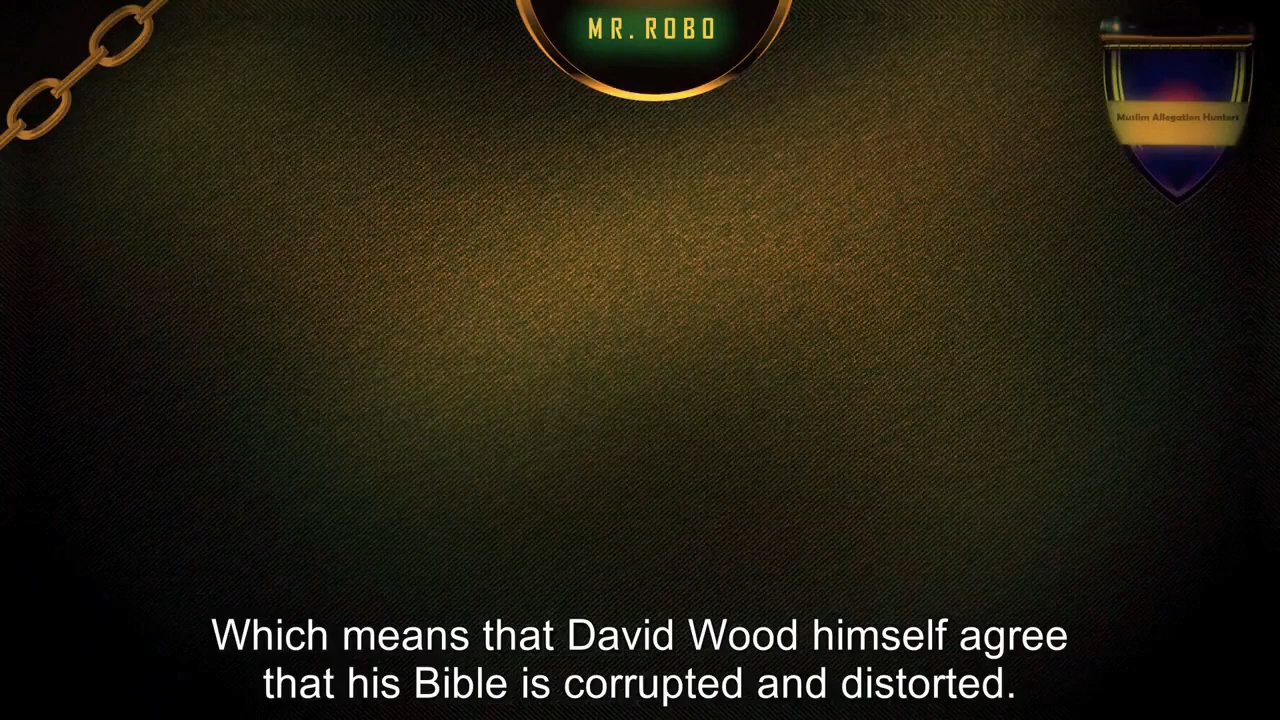 MR. ROBO
Muslim Allegation Hunters
Which means that David Wood himself agree
that his Bible is corrupted and distorted.